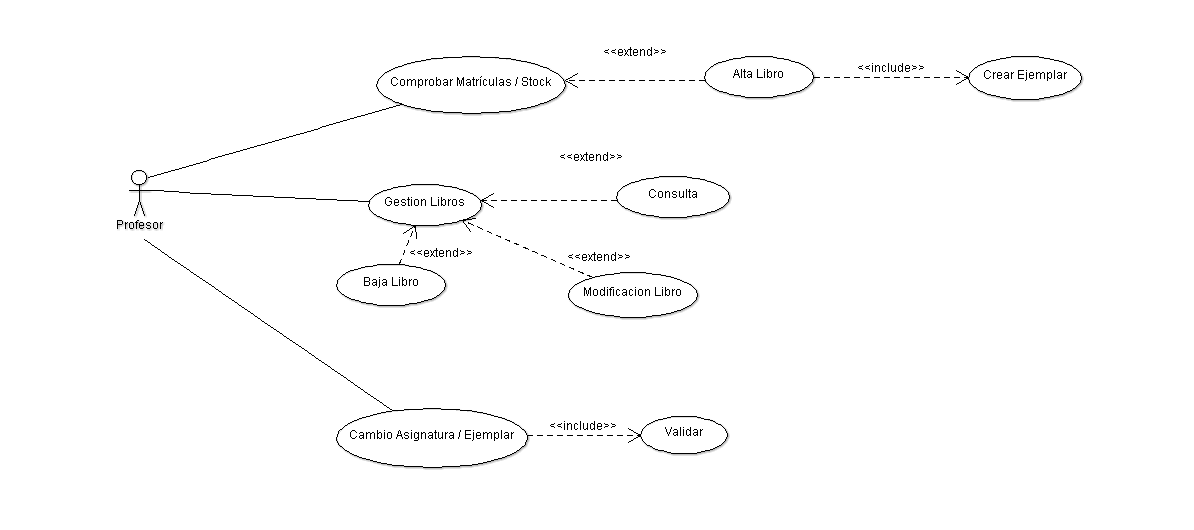 <<extend>>
Comprobar Matrículas / Stock
Alta Libro
<<include>>
Crear Ejemplar
<<extend>>
Profesor
Gestion Libros
Consulta
<<extend>>
<<extend>>
Baja Libro
Modificacion Libro
Cambio Asignatura / Ejemplar
<<include>>
Validar